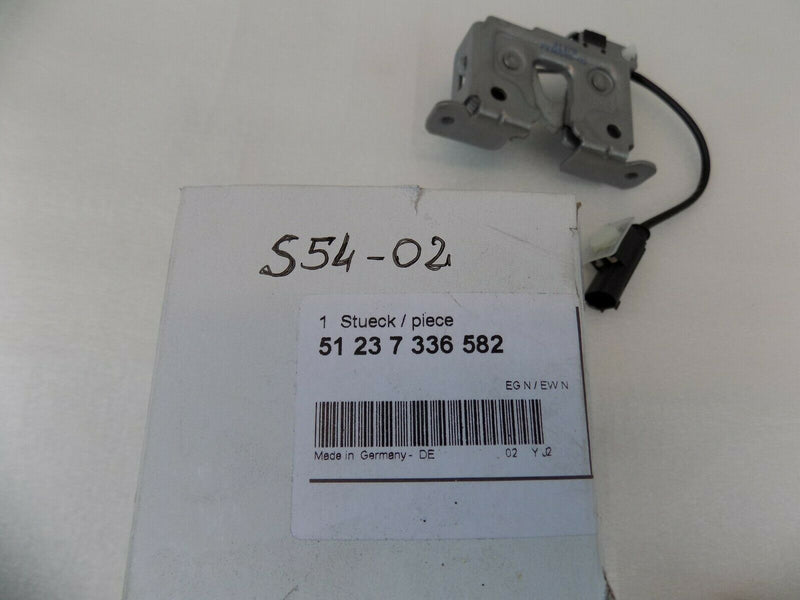 S54-02
1 Stueck / piece
51 23 7 336 582
EG N / EW N
Made in Germany - DE 02 Y J2